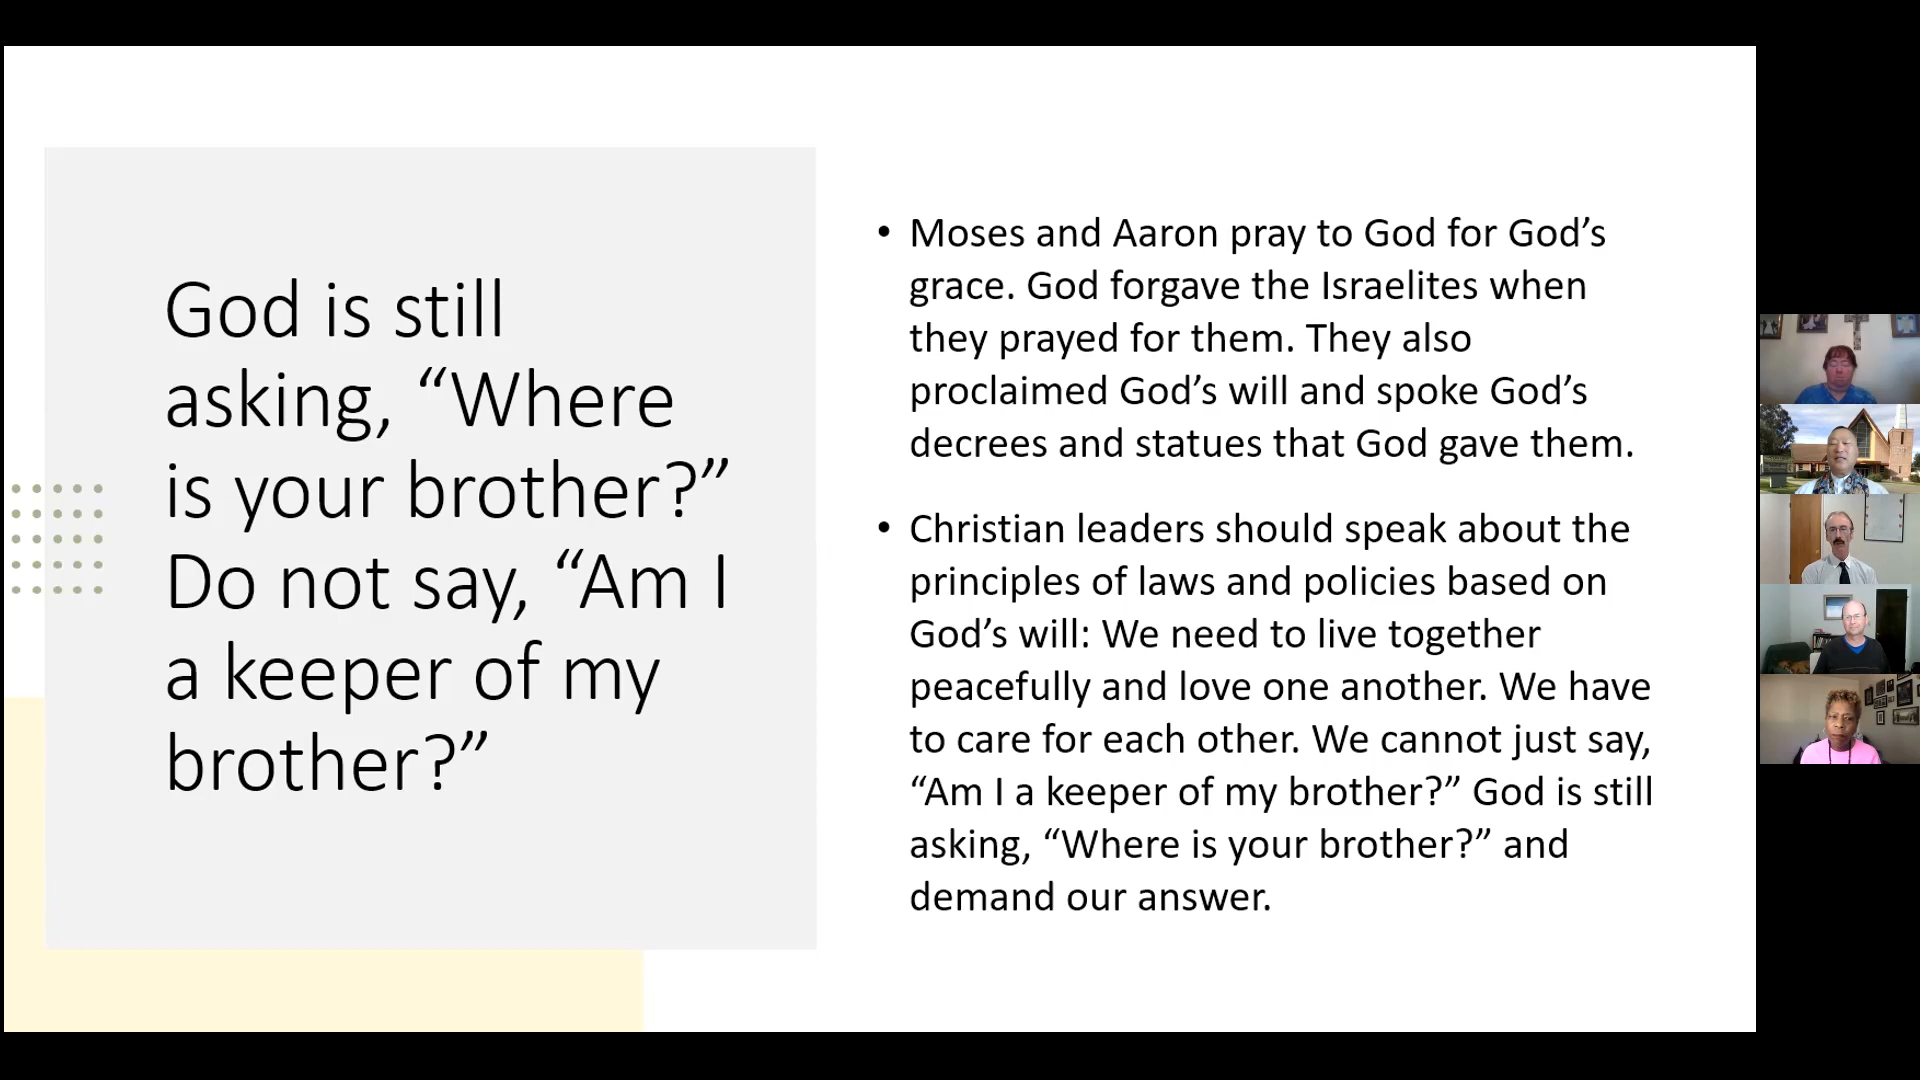 God is still
asking, “Where
is your brother?”
Do not say, “Am I
a keeper of my
brother?”
• Moses and Aaron pray to God for God’s
grace. God forgave the Israelites when
they prayed for them. They also
proclaimed God’s will and spoke God’s
decrees and statues that God gave them.
• Christian leaders should speak about the
principles of laws and policies based on
God’s will: We need to live together
peacefully and love one another. We have
to care for each other. We cannot just say,
“Am I a keeper of my brother?” God is still
asking, “Where is your brother?” and
demand our answer.